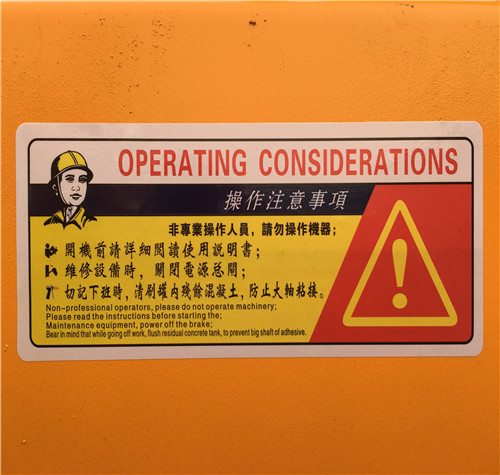 OPERATING CONSIDERATIONS
操作注意事項
非專業操作人員，請勿操作機器；
開機前請詳細閱讀使用説明書；
維修設備時，關閉電源总閘；
切記下班時，清刷罐内殘餘混凝土，防止大軸粘接。
Non-professional operators, please do not operate machinery;
Please read the instructions before starting the;
Maintenance equipment, power off the brake;
Bear in mind that while going off work, flush residual concrete tank, to prevent big shaft of adhesive.